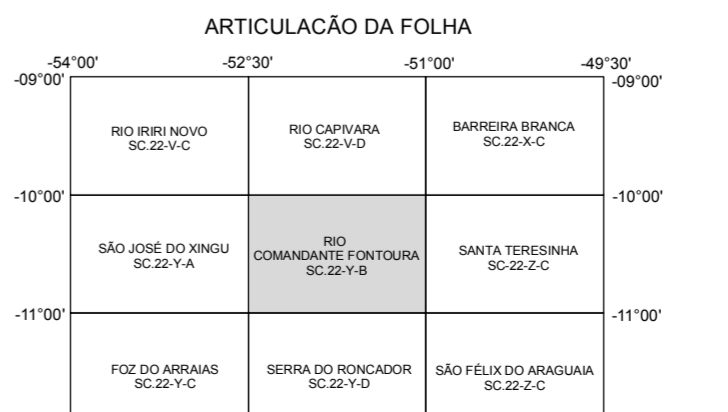 ARTICULACÃO DA FOLHA
-54°00' -52°30' -51°00' -49°30'
-09°00' -09°00'
RIO IRIRI NOVO RIO CAPIVARA BARREIRA BRANCA
SC.22-V-C SC.22-V-D SC.22-X-C
-10°00' -10°00'
SÃO JOSÉ DO XINGU RIO SANTA TERESINHA
SC.22-Y-A COMANDANTE FONTOURA SC-22-Z-C
SC.22-Y-B
-11°00' -11°00'
FOZ DO ARRAIAS SERRA DO RONCADOR SÃO FÉLIX DO ARAGUAIA
SC.22-Y-C SC.22-Y-D SC.22-Z-C